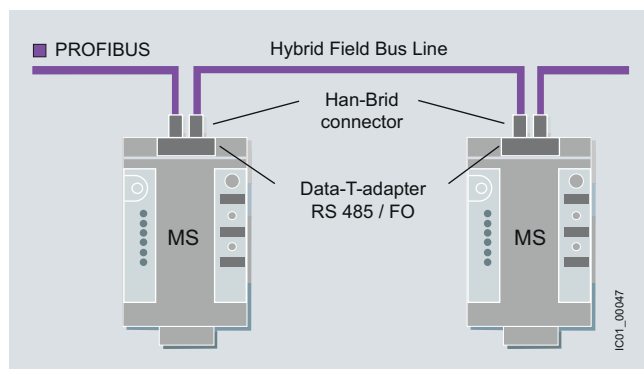 PROFIBUS
Hybrid Field Bus Line
Han-Brid
connector
Data-T-adapter
RS 485 / FO
MS
MS
IC01_00047